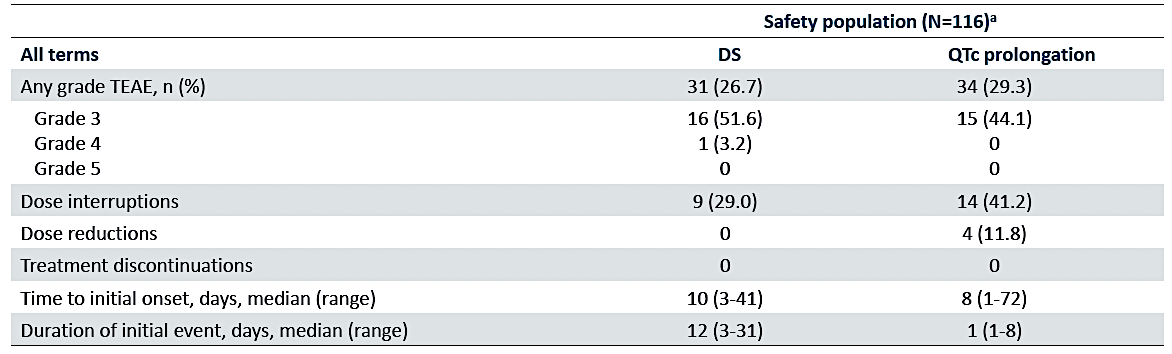 Safety population (N=116)ᵃ
All terms DS QTc prolongation
Any grade TEAE, n (%) 31 (26.7) 34 (29.3)
Grade 3 16 (51.6) 15 (44.1)
Grade 4 1 (3.2) 0
Grade 5 0 0
Dose interruptions 9 (29.0) 14 (41.2)
Dose reductions 0 4 (11.8)
Treatment discontinuations 0 0
Time to initial onset, days, median (range) 10 (3-41) 8 (1-72)
Duration of initial event, days, median (range) 12 (3-31) 1 (1-8)